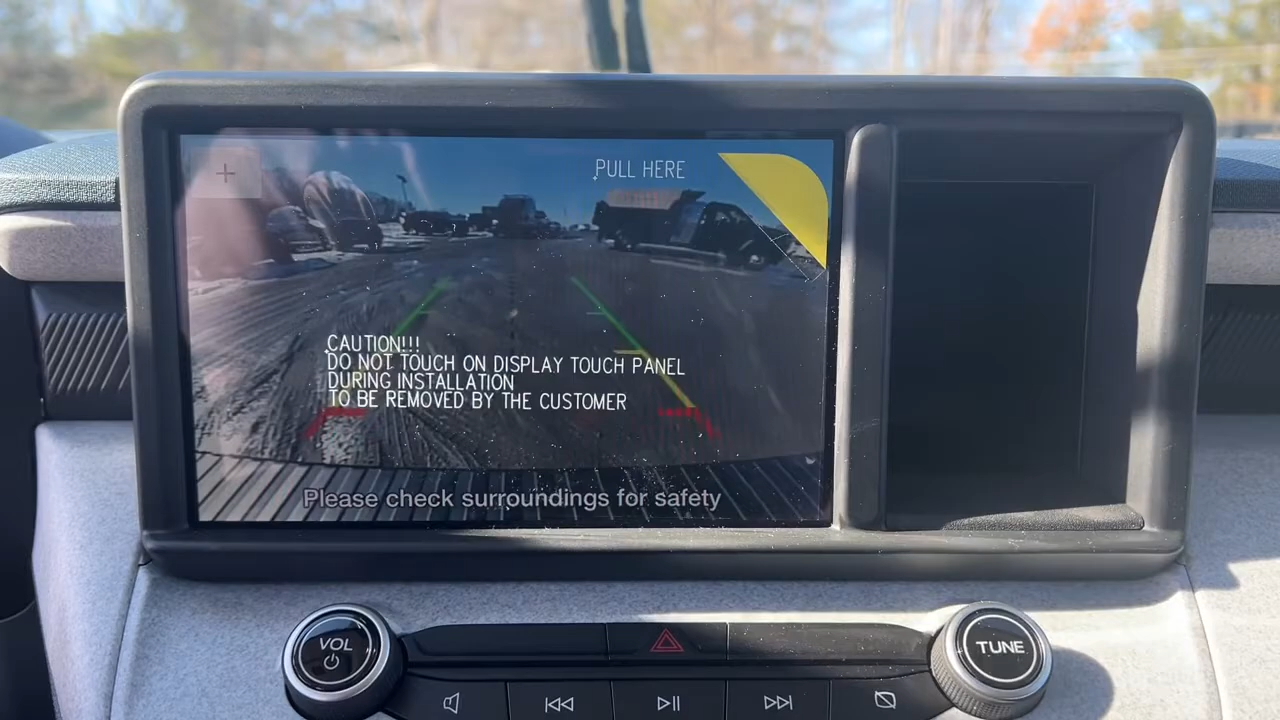 PULL HERE
CAUTION!!!
DO NOT TOUCH ON DISPLAY TOUCH PANEL
DURING INSTALLATION
TO BE REMOVED BY THE CUSTOMER
Please check surroundings for safety
VOL
TUNE